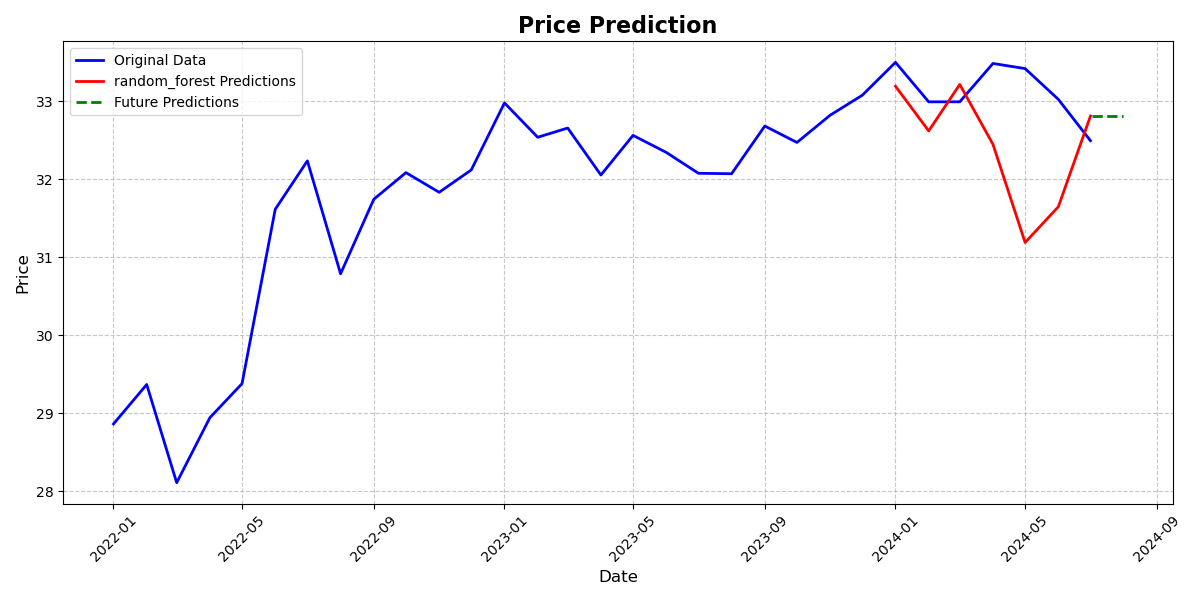 Price Prediction
Original Data
random_forest Predictions
Future Predictions
Price
33
32
31
30
29
28
2022-01
2022-05
2022-09
2023-01
2023-05
2023-09
2024-01
2024-05
2024-09
Date